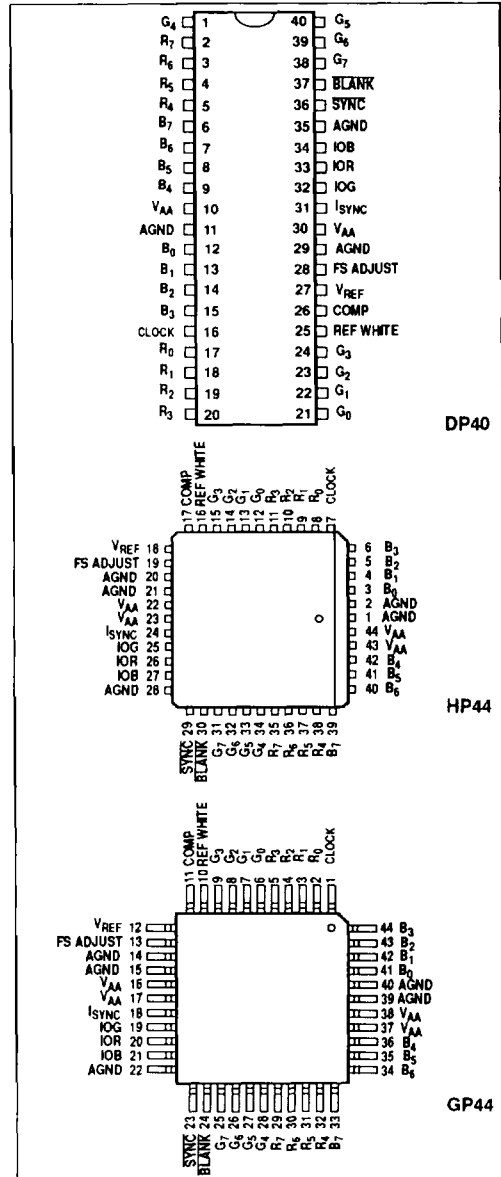 G4 1 40 G5
R7 2 39 G6
R6 3 38 G7
R5 4 37 BLANK
R4 5 36 SYNC
B7 6 35 AGND
B6 7 34 IOB
B5 8 33 IOR
B4 9 32 IOG
VAA 10 31 ISYNC
AGND 11 30 VAA
B0 12 29 AGND
B1 13 28 FS ADJUST
B2 14 27 VREF
B3 15 26 COMP
CLOCK 16 25 REF WHITE
R0 17 24 G3
R1 18 23 G2
R2 19 22 G1
R3 20 21 G0
DP40
17 COMP
16 REF WHITE
15 G3
14 G2
13 G1
12 G0
11 R3
10 R2
9 R1
8 R0
7 CLOCK
VREF 18
FS ADJUST 19
AGND 20
AGND 21
VAA 22
VAA 23
ISYNC 24
IOG 25
IOR 26
IOB 27
AGND 28
6 B3
5 B2
4 B1
3 B0
2 AGND
1 AGND
44 VAA
43 VAA
42 B4
41 B5
40 B6
SYNC 29
BLANK 30
G7 31
G6 32
G5 33
G4 34
R7 35
R6 36
R5 37
R4 38
B7 39
HP44
11 COMP
10 REF WHITE
9 G3
8 G2
7 G1
6 G0
5 R3
4 R2
3 R1
2 R0
1 CLOCK
VREF 12
FS ADJUST 13
AGND 14
AGND 15
VAA 16
VAA 17
ISYNC 18
IOG 19
IOR 20
IOB 21
AGND 22
44 B3
43 B2
42 B1
41 B0
40 AGND
39 AGND
38 VAA
37 VAA
36 B4
35 B5
34 B6
SYNC 23
BLANK 24
G7 25
G6 26
G5 27
G4 28
R7 29
R6 30
R5 31
R4 32
B7 33
GP44